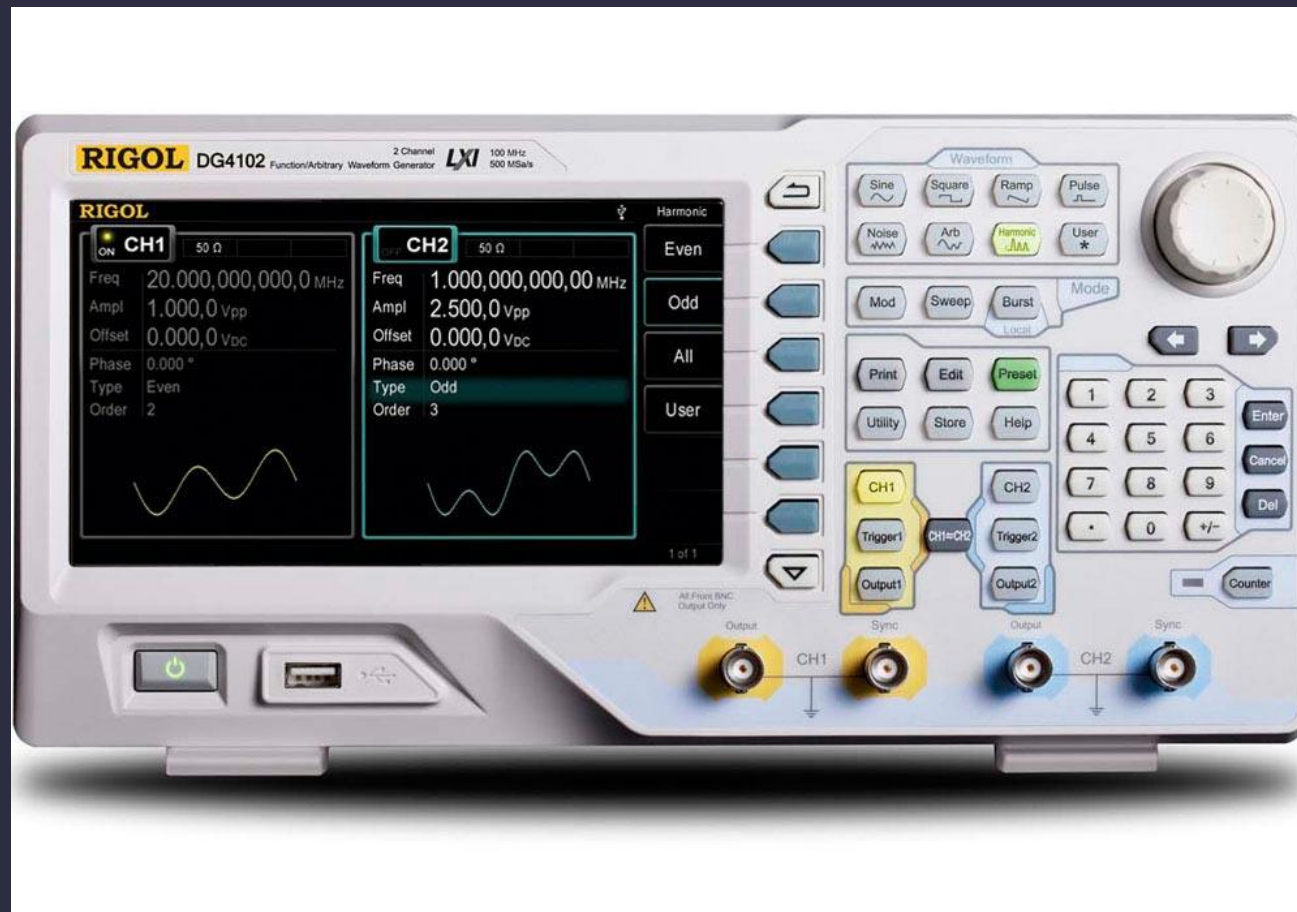 RIGOL DG4102 Function/Arbitrary Waveform Generator 2 Channel LXI 100 MHz 500 MSa/s
RIGOL
Harmonic
ON CH1 50 Ω
Freq 20.000,000,000,0 MHz
Ampl 1.000,0 Vpp
Offset 0.000,0 VDC
Phase 0.000 °
Type Even
Order 2
OFF CH2 50 Ω
Freq 1.000,000,000,00 MHz
Ampl 2.500,0 Vpp
Offset 0.000,0 VDC
Phase 0.000 °
Type Odd
Order 3
Even
Odd
All
User
1 of 1
Waveform
Sine Square Ramp Pulse
Noise Arb Harmonic User
*
Mod Sweep Burst Mode
Local
Print Edit Preset
Utility Store Help
1 2 3 Enter
4 5 6 Cancel
7 8 9 Del
. 0 +/-
CH1 CH2
Trigger1 CH1⇌CH2 Trigger2
Output1 Output2
Counter
All Front BNC
Output Only
Output Sync Output Sync
CH1 CH2